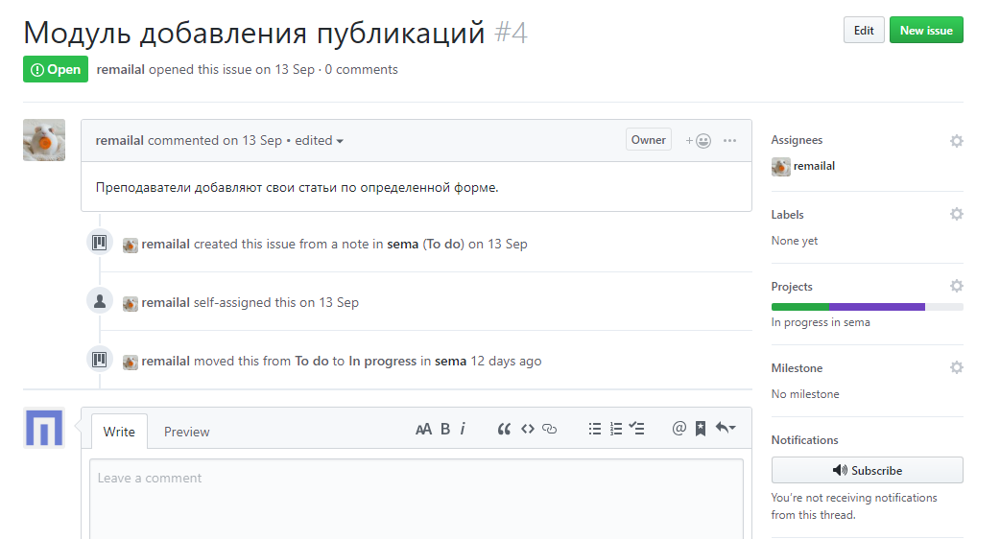 Модуль добавления публикаций #4
Edit
New issue
Open
remailal opened this issue on 13 Sep · 0 comments
remailal commented on 13 Sep • edited
Owner
Преподаватели добавляют свои статьи по определенной форме.
remailal created this issue from a note in sema (To do) on 13 Sep
remailal self-assigned this on 13 Sep
remailal moved this from To do to In progress in sema 12 days ago
Write
Preview
AA B i
Leave a comment
Assignees
remailal
Labels
None yet
Projects
In progress in sema
Milestone
No milestone
Notifications
Subscribe
You’re not receiving notifications
from this thread.